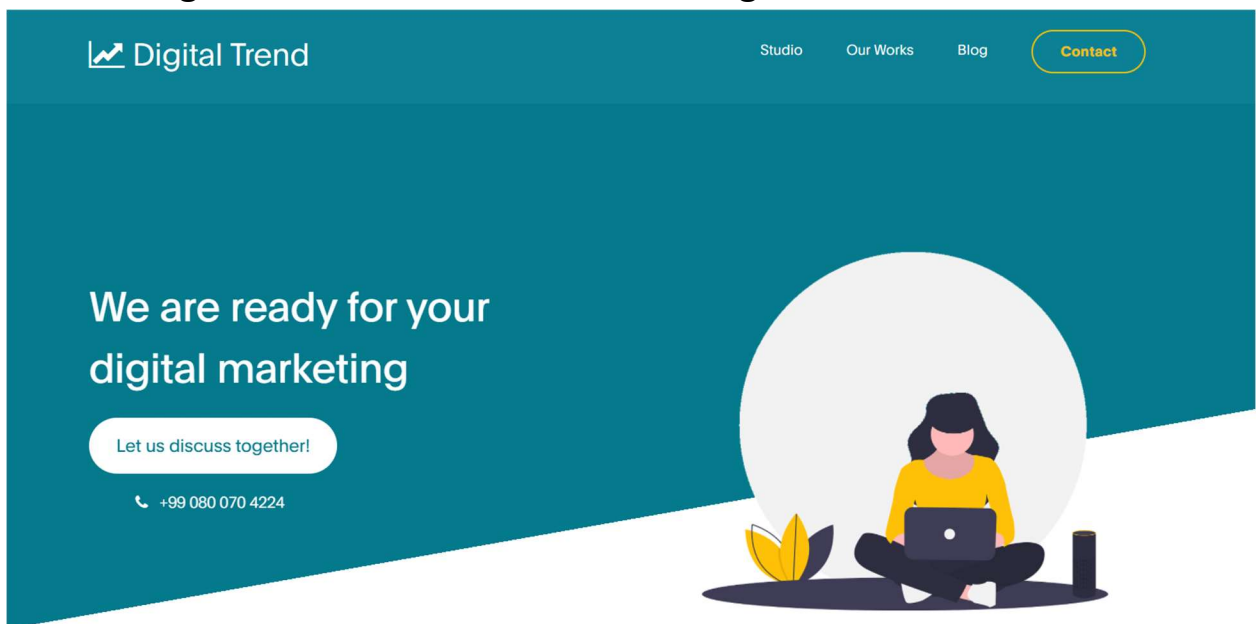 Digital Trend
Studio
Our Works
Blog
Contact
We are ready for your
digital marketing
Let us discuss together!
+99 080 070 4224